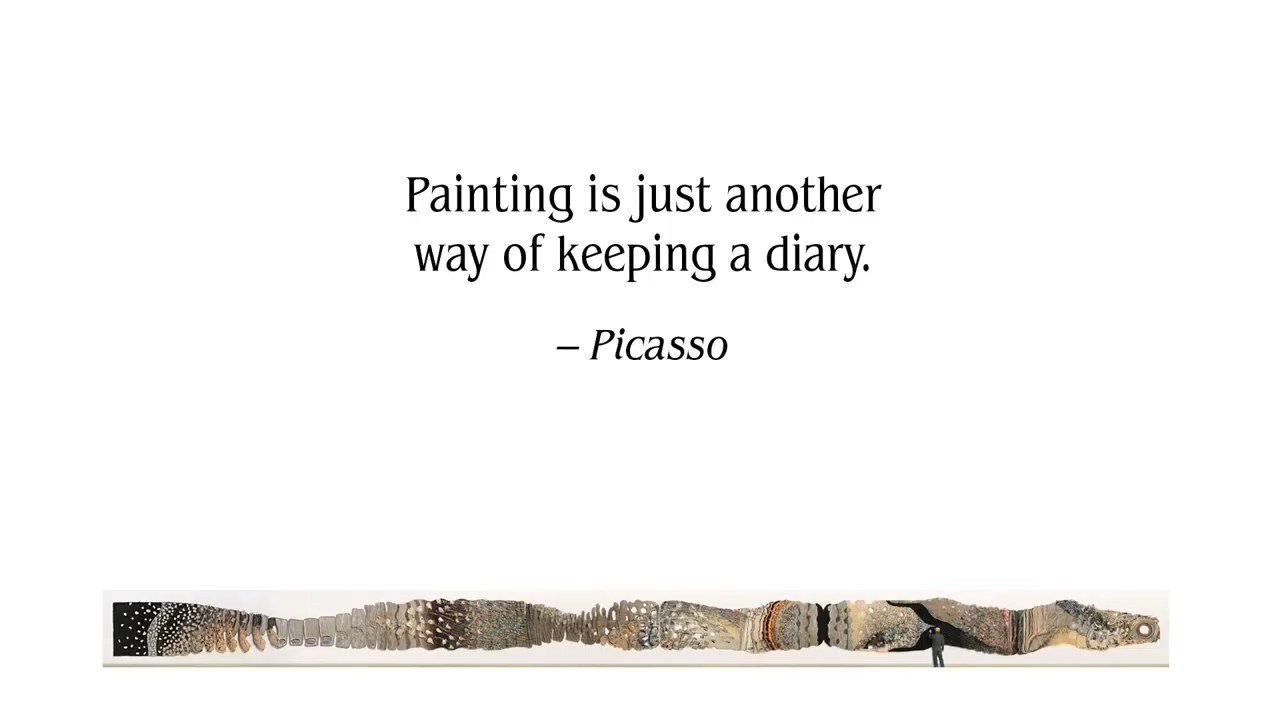 Painting is just another
way of keeping a diary.
– Picasso